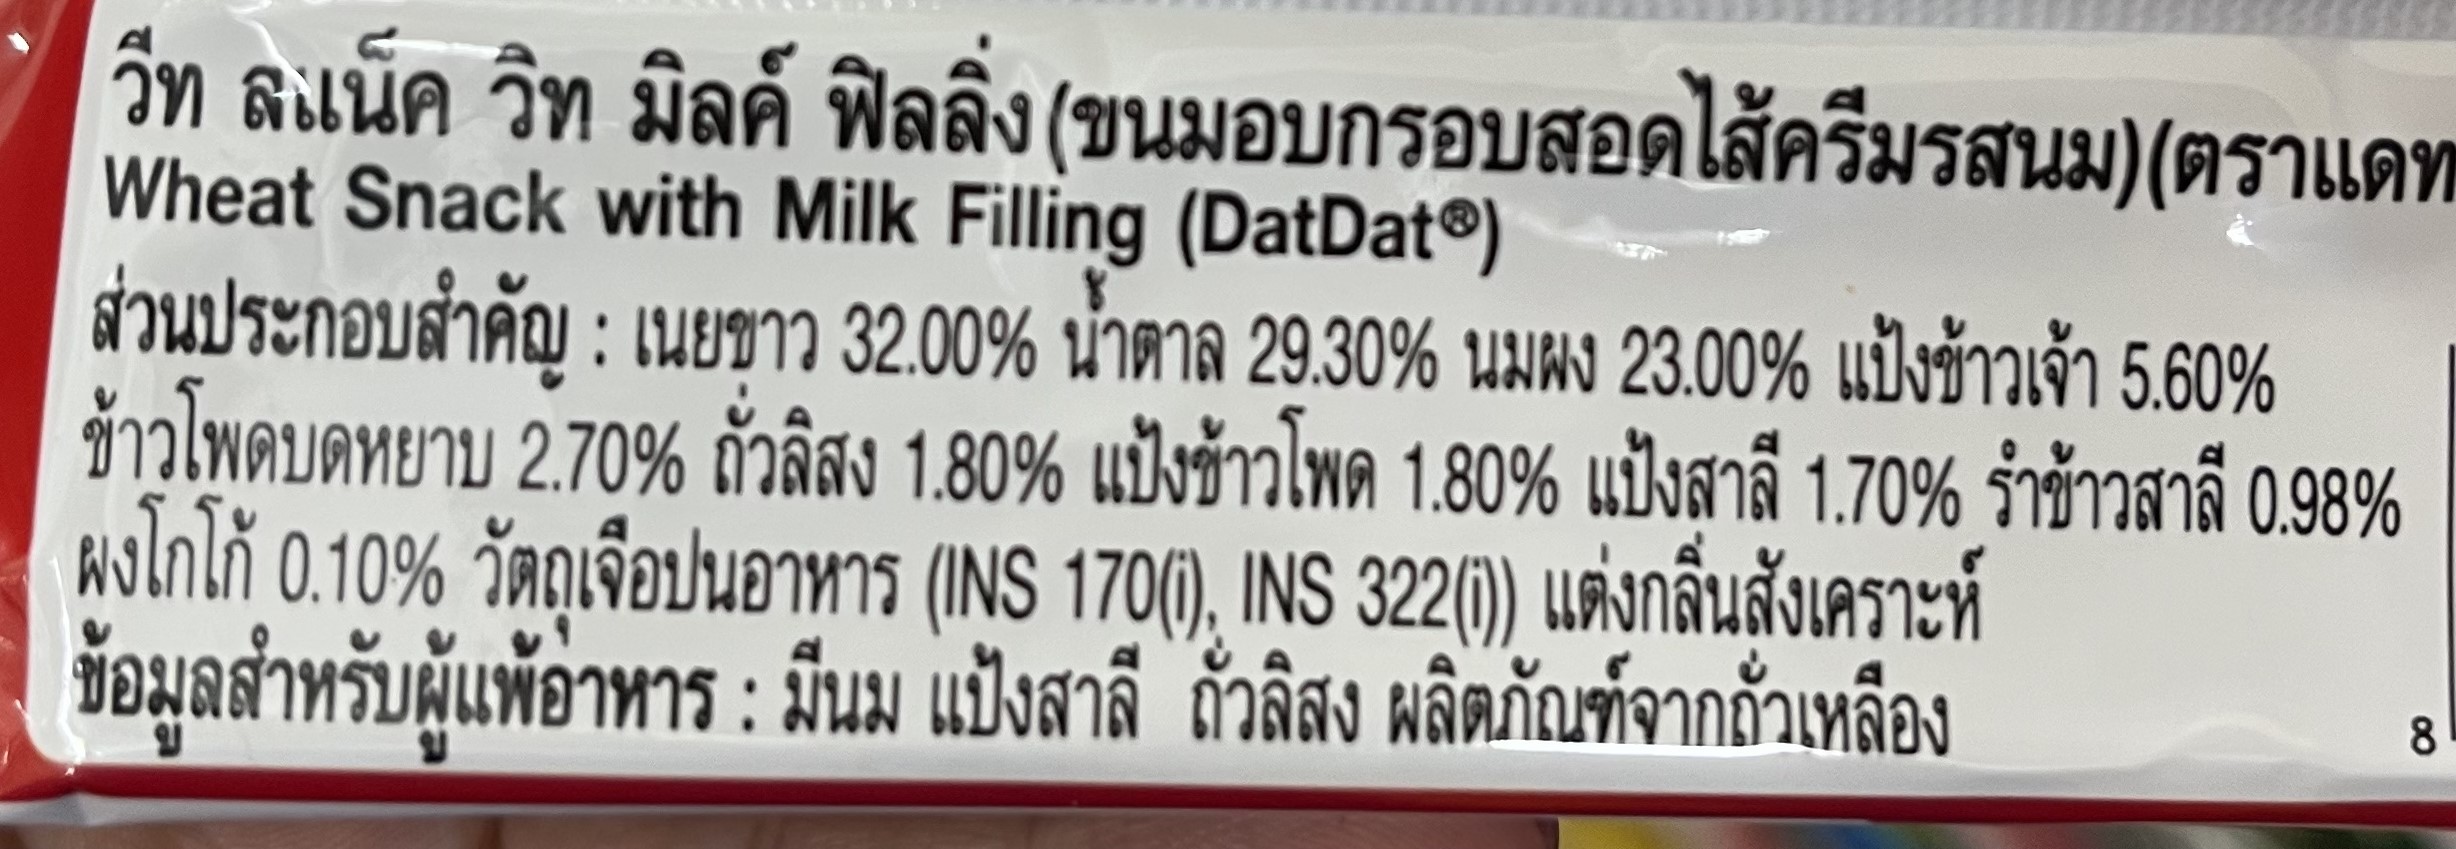 วีท สแน็ค วิท มิลค์ ฟิลลิ่ง (ขนมอบกรอบสอดไส้ครีมรสนม) (ตราแดท
Wheat Snack with Milk Filling (DatDat®)
ส่วนประกอบสำคัญ : เนยขาว 32.00% น้ำตาล 29.30% นมผง 23.00% แป้งข้าวเจ้า 5.60%
ข้าวโพดบดหยาบ 2.70% ถั่วลิสง 1.80% แป้งข้าวโพด 1.80% แป้งสาลี 1.70% รำข้าวสาลี 0.98%
ผงโกโก้ 0.10% วัตถุเจือปนอาหาร (INS 170(i), INS 322(i)) แต่งกลิ่นสังเคราะห์
ข้อมูลสำหรับผู้แพ้อาหาร : มีนม แป้งสาลี ถั่วลิสง ผลิตภัณฑ์จากถั่วเหลือง
8